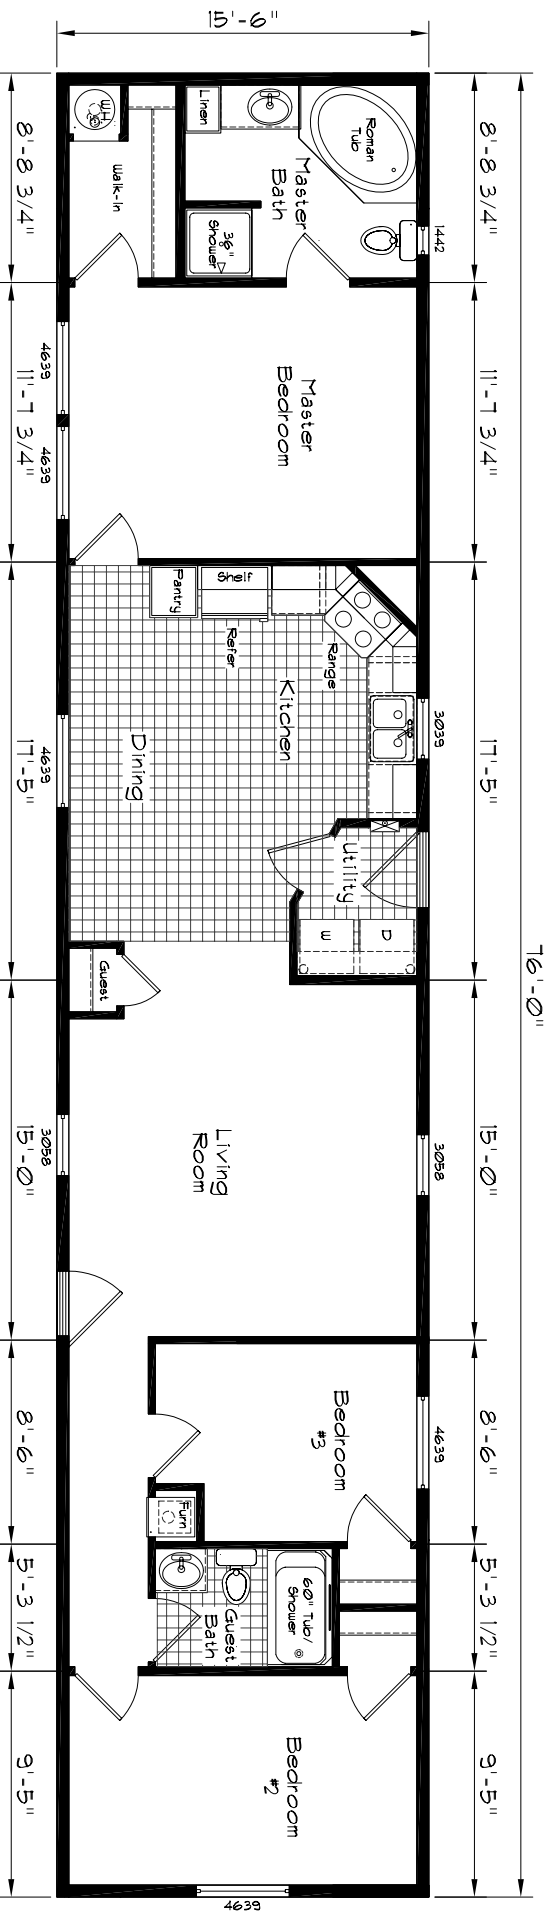 15'-6"
8'-8 3/4"
11'-7 3/4"
17'-5"
15'-0"
8'-6"
5'-3 1/2"
9'-5"
76'-0"
8'-8 3/4"
11'-7 3/4"
17'-5"
15'-0"
8'-6"
5'-3 1/2"
9'-5"
WH
Walk-In
Linen
Master
Bath
Roman
Tub
36"
Shower
1442
4639
4639
Master
Bedroom
Pantry
Shelf
Refer
Range
Kitchen
3039
Dining
4639
Utility
W
D
Guest
Living
Room
3058
3058
Bedroom
#3
4639
Furn
Guest
Bath
60" Tub/
Shower
Bedroom
#2
4639